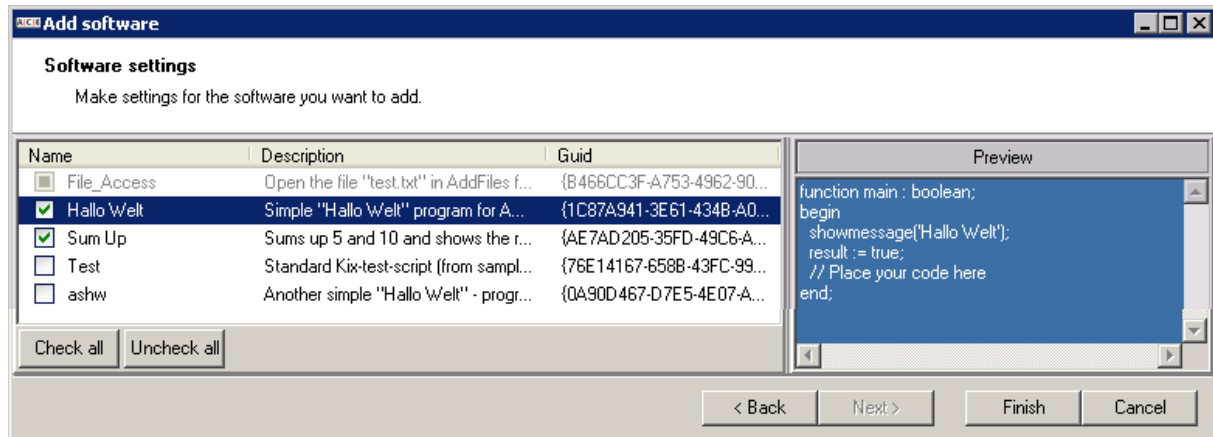 Add software
Software settings
Make settings for the software you want to add.
Name Description Guid
File_Access Open the file "test.txt" in AddFiles f... {B466CC3F-A753-4962-90...
Hallo Welt Simple "Hallo Welt" program for A... {1C87A941-3E61-434B-A0...
Sum Up Sums up 5 and 10 and shows the r... {AE7AD205-35FD-49C6-A...
Test Standard Kix-test-script (from sampl... {76E14167-658B-43FC-99...
ashw Another simple "Hallo Welt" - progr... {0A90D467-D7E5-4E07-A...
Check all Uncheck all
Preview
function main : boolean;
begin
showmessage('Hallo Welt');
result := true;
// Place your code here
end;
< Back Next > Finish Cancel